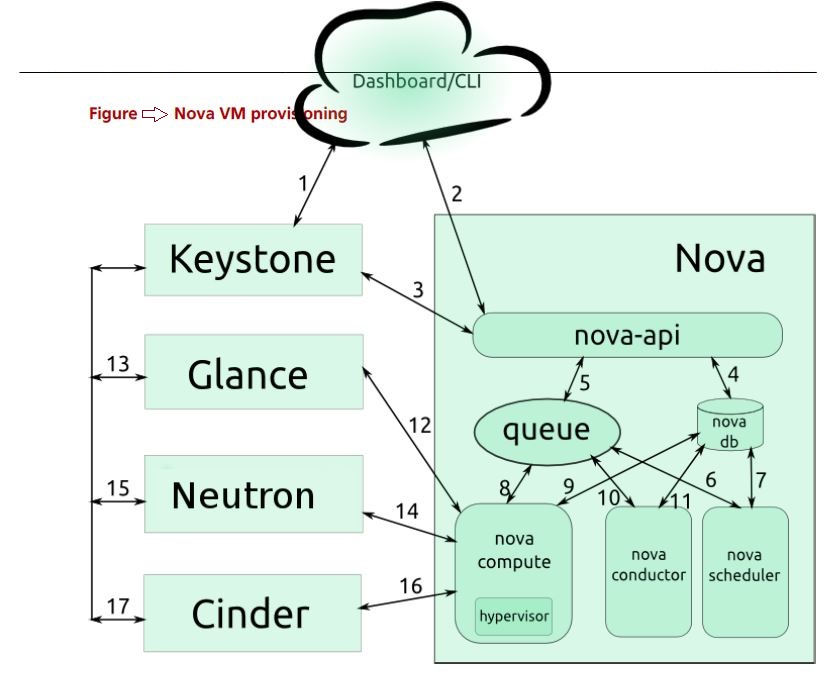 Dashboard/CLI
Figure ⇨ Nova VM provisioning
1
2
Keystone
Nova
3
nova-api
13
Glance
5
4
queue
nova
db
12
15
Neutron
14
8
9
10
11
6
7
nova
compute
nova
conductor
nova
scheduler
hypervisor
17
Cinder
16